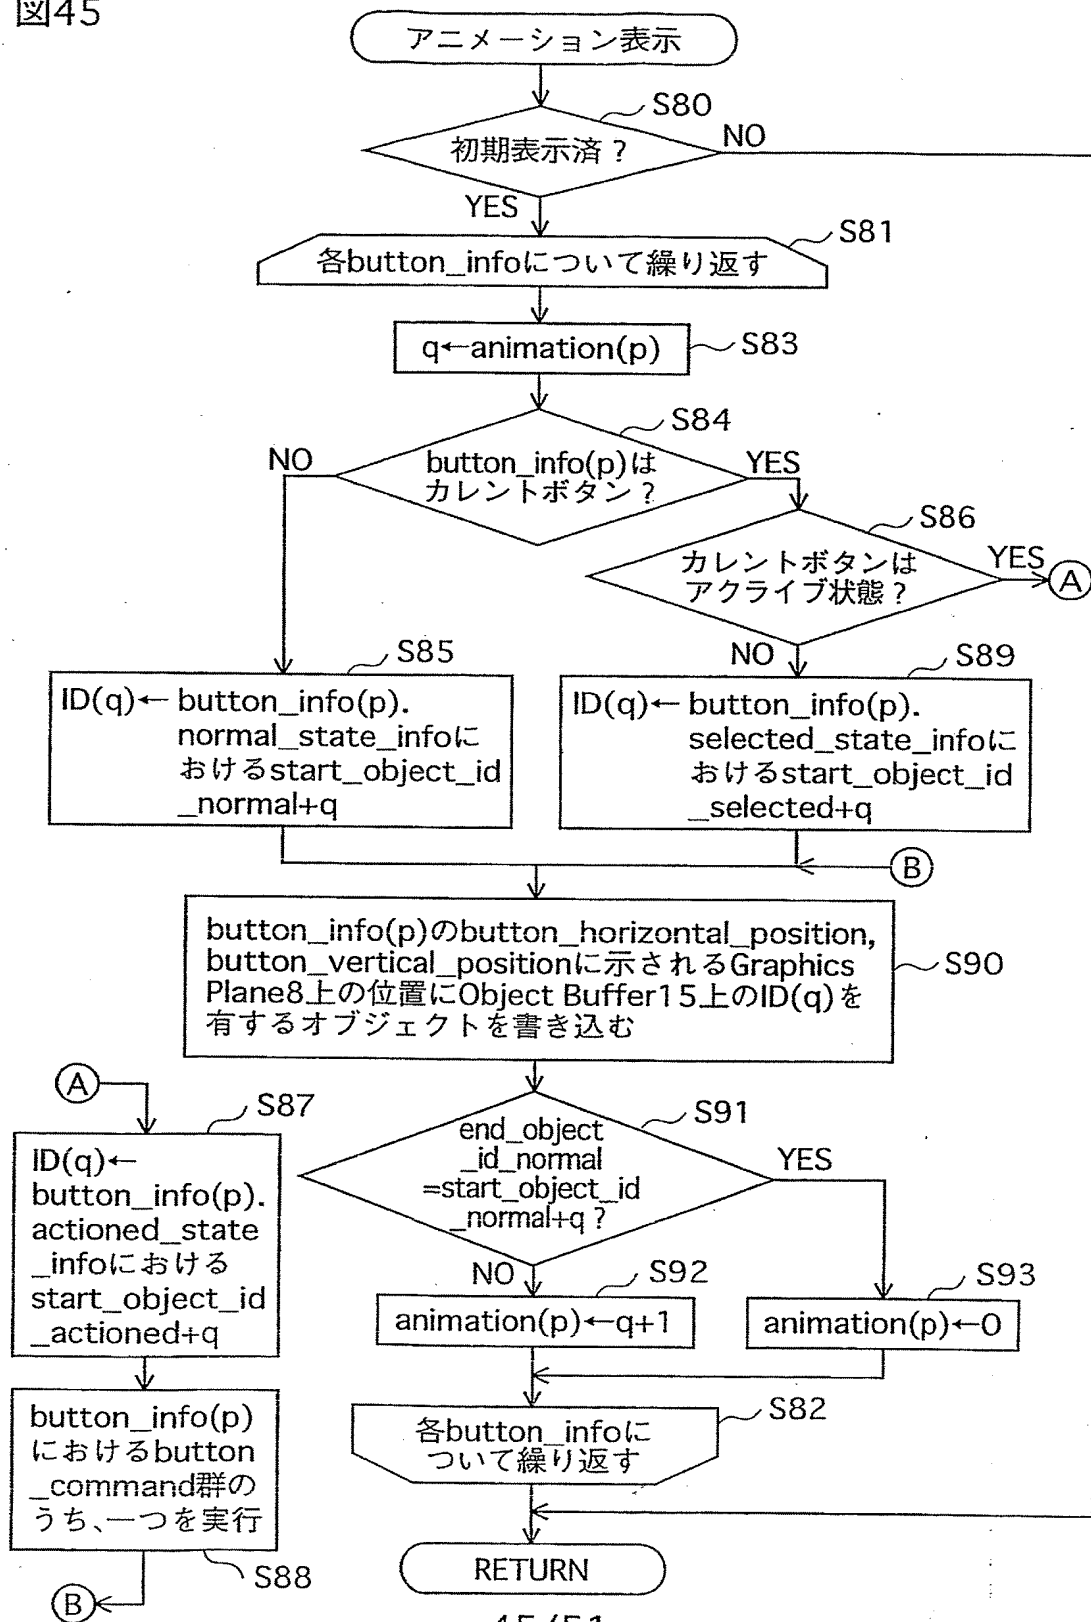 図45
アニメーション表示
S80
初期表示済?
NO
YES
S81
各button_infoについて繰り返す
q←animation(p)
S83
S84
button_info(p)は
カレントボタン?
NO
YES
S86
カレントボタンは
アクライブ状態?
YES
A
NO
S85
ID(q)← button_info(p).
normal_state_infoに
おけるstart_object_id
_normal+q
S89
ID(q)← button_info(p).
selected_state_infoに
おけるstart_object_id
_selected+q
B
button_info(p)のbutton_horizontal_position,
button_vertical_positionに示されるGraphics
Plane8上の位置にObject Buffer15上のID(q)を
有するオブジェクトを書き込む
S90
A
S87
ID(q)←
button_info(p).
actioned_state
_infoにおける
start_object_id
_actioned+q
button_info(p)
におけるbutton
_command群の
うち、一つを実行
S88
B
S91
end_object
_id_normal
=start_object_id
_normal+q?
YES
NO
S92
animation(p)←q+1
S93
animation(p)←0
S82
各button_infoに
ついて繰り返す
RETURN